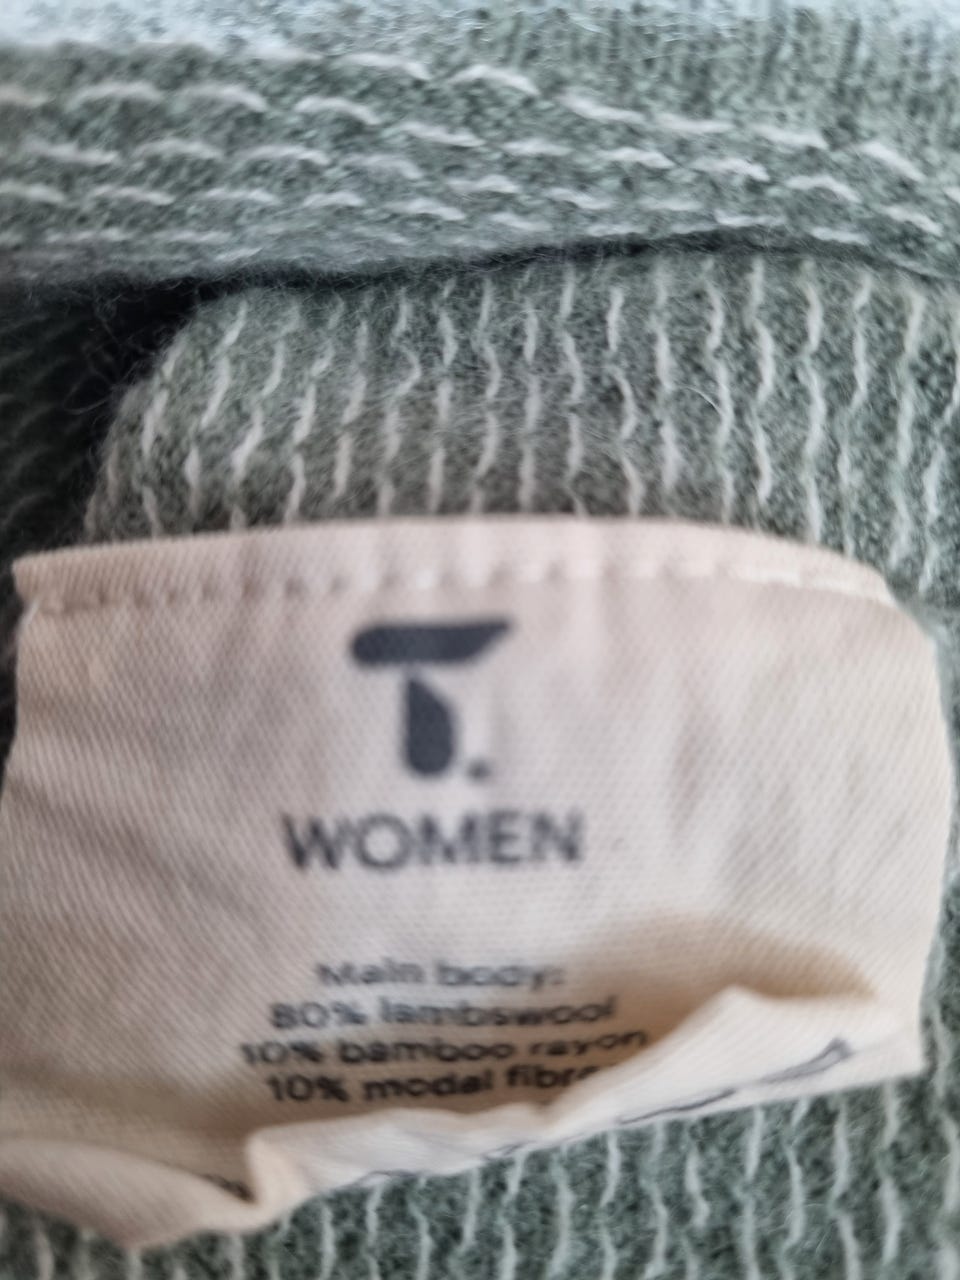 T.
WOMEN
Main body:
80% lambswool
10% bamboo rayon
10% modal